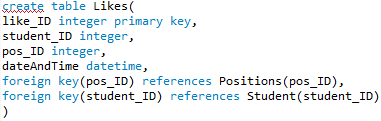 create table Likes(
like_ID integer primary key,
student_ID integer,
pos_ID integer,
dateAndTime datetime,
foreign key(pos_ID) references Positions(pos_ID),
foreign key(student_ID) references Student(student_ID)
)